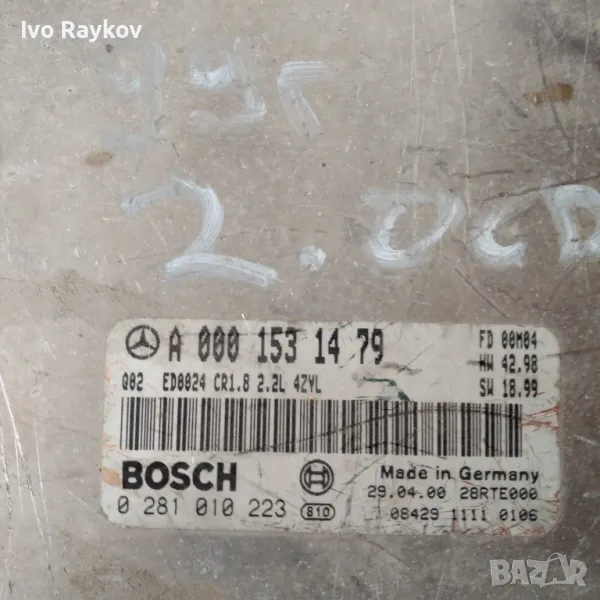 Ivo Raykov
2.0CD
A 000 153 14 79
FD 00M04
HW 42.98
Q02 ED0024 CR1.8 2.2L 4ZYL
SW 18.99
BOSCH
Made in Germany
29.04.00 28RTE000
0 281 010 223 810
08429 1111 0106
BAZAR